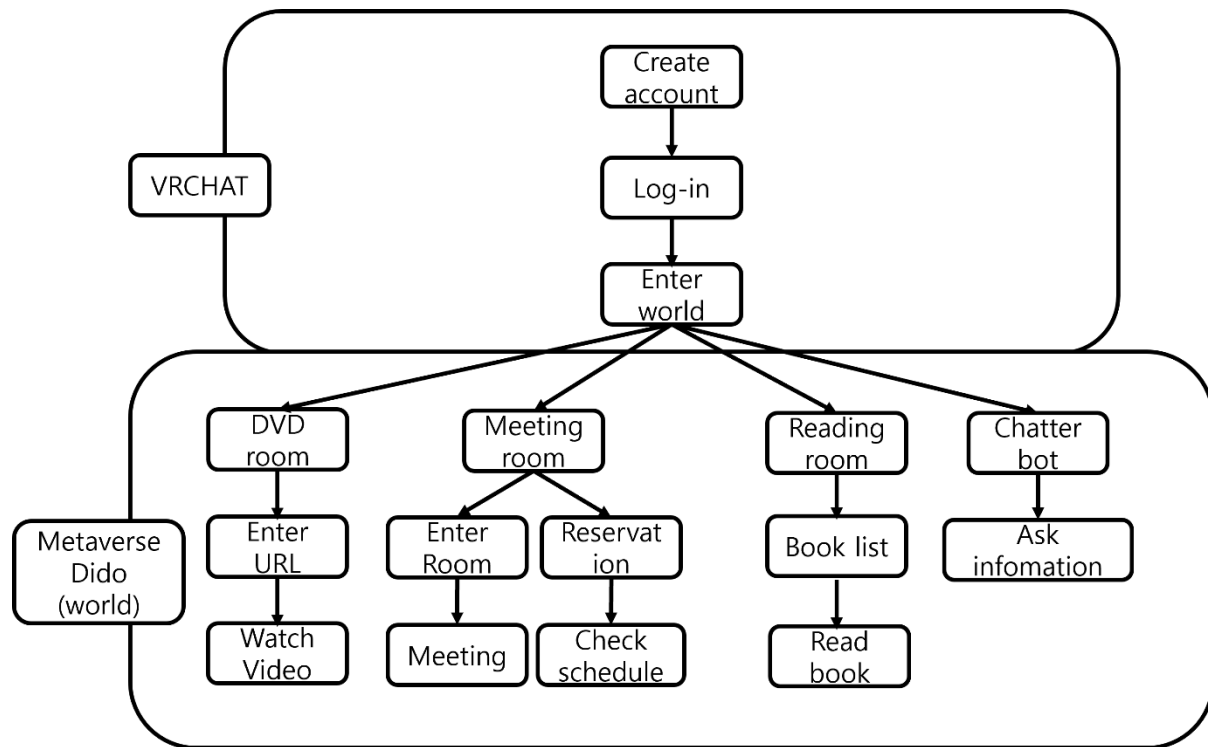 Create
account
VRCHAT
Log-in
Enter
world
DVD
room
Meeting
room
Reading
room
Chatter
bot
Metaverse
Dido
(world)
Enter
URL
Enter
Room
Reservat
ion
Book list
Ask
infomation
Watch
Video
Meeting
Check
schedule
Read
book